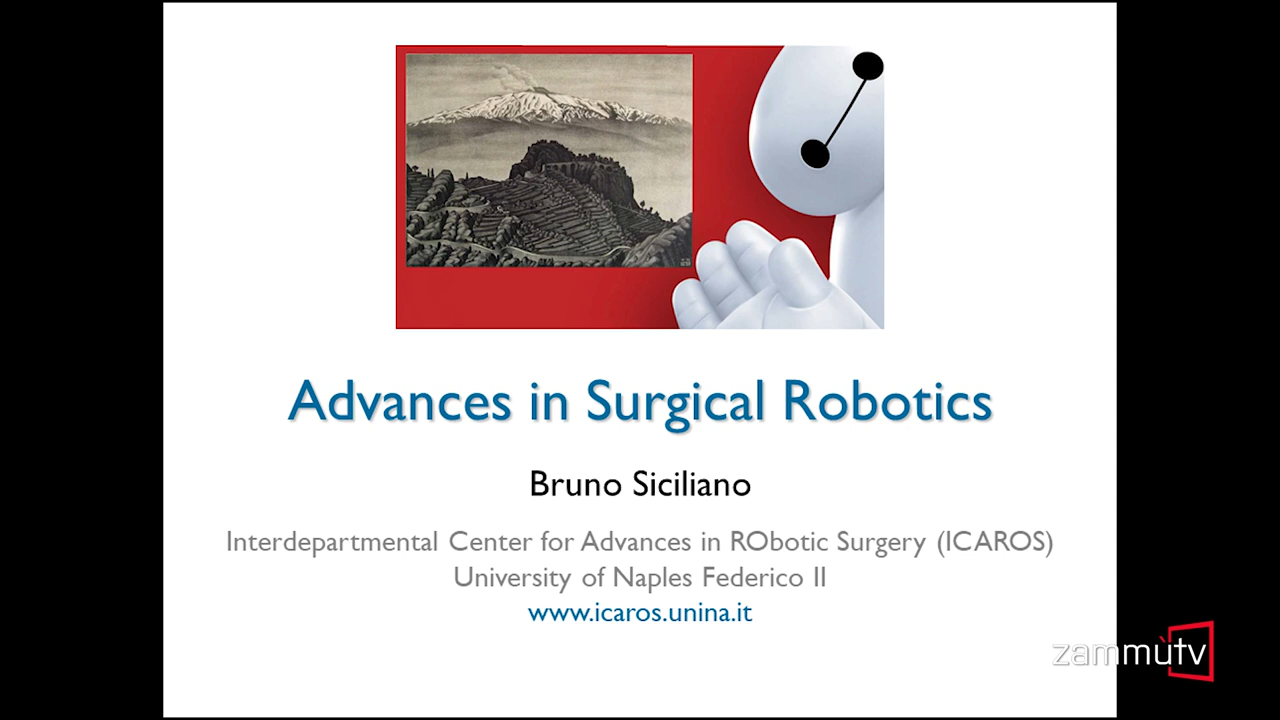 Advances in Surgical Robotics
Bruno Siciliano
Interdepartmental Center for Advances in RObotic Surgery (ICAROS)
University of Naples Federico II
www.icaros.unina.it
zammùtv